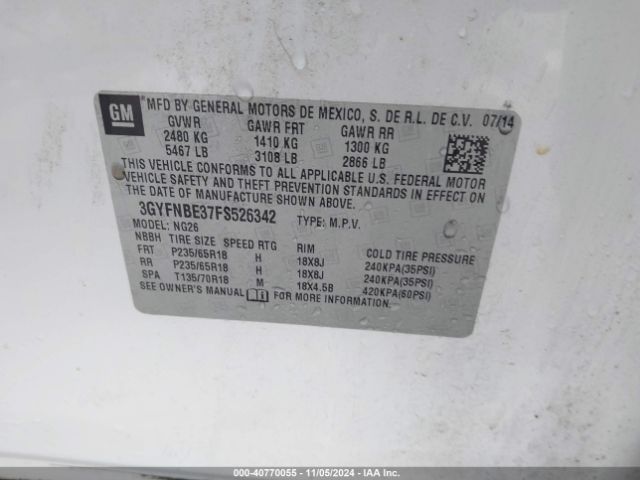 GM
MFD BY GENERAL MOTORS DE MEXICO, S. DE R.L. DE C.V. 07/14
GVWR GAWR FRT GAWR RR
2480 KG 1410 KG 1300 KG
5467 LB 3108 LB 2866 LB
THIS VEHICLE CONFORMS TO ALL APPLICABLE U.S. FEDERAL MOTOR
VEHICLE SAFETY AND THEFT PREVENTION STANDARDS IN EFFECT ON
THE DATE OF MANUFACTURE SHOWN ABOVE.
3GYFNBE37FS526342 TYPE: M.P.V.
MODEL: NG26
NBBH TIRE SIZE SPEED RTG RIM COLD TIRE PRESSURE
FRT P235/65R18 H 18X8J 240KPA(35PSI)
RR P235/65R18 H 18X8J 240KPA(35PSI)
SPA T135/70R18 M 18X4.5B 420KPA(60PSI)
SEE OWNER'S MANUAL FOR MORE INFORMATION.
000-40770055 - 11/05/2024 - IAA Inc.